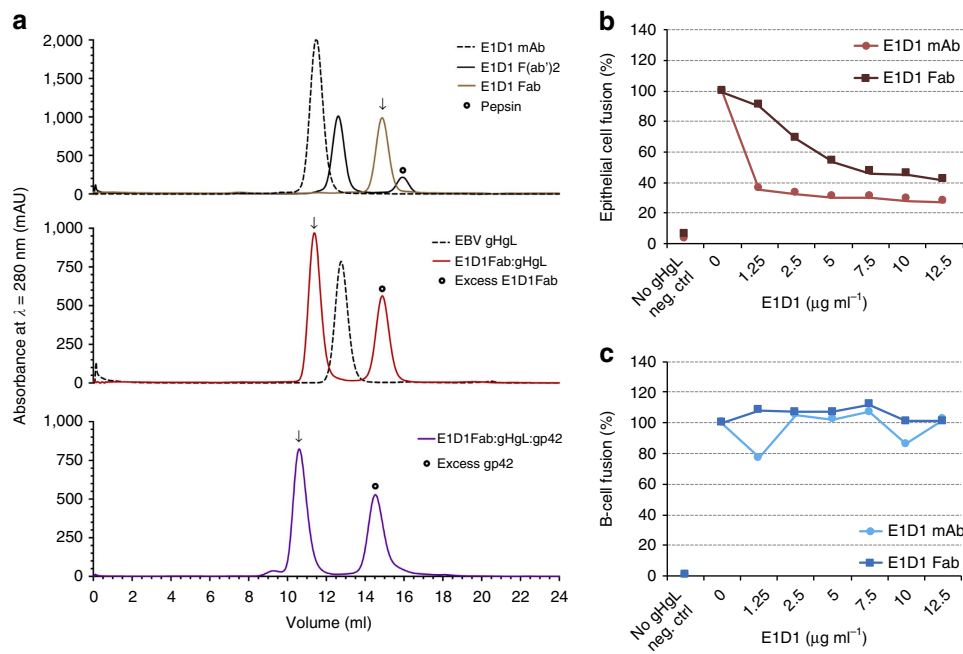 a
2,000
1,500
1,000
500
0
E1D1 mAb
E1D1 F(ab')2
E1D1 Fab
Pepsin
1,000
750
500
250
0
EBV gHgL
E1D1Fab:gHgL
Excess E1D1Fab
1,000
750
500
250
0
E1D1Fab:gHgL:gp42
Excess gp42
0 2 4 6 8 10 12 14 16 18 20 22 24
Volume (ml)
Absorbance at λ = 280 nm (mAU)
b
140
120
100
80
60
40
20
0
Epithelial cell fusion (%)
E1D1 mAb
E1D1 Fab
No gHgL
neg. ctrl
0 1.25 2.5 5 7.5 10 12.5
E1D1 (μg ml⁻¹)
c
140
120
100
80
60
40
20
0
B-cell fusion (%)
E1D1 mAb
E1D1 Fab
No gHgL
neg. ctrl
0 1.25 2.5 5 7.5 10 12.5
E1D1 (μg ml⁻¹)